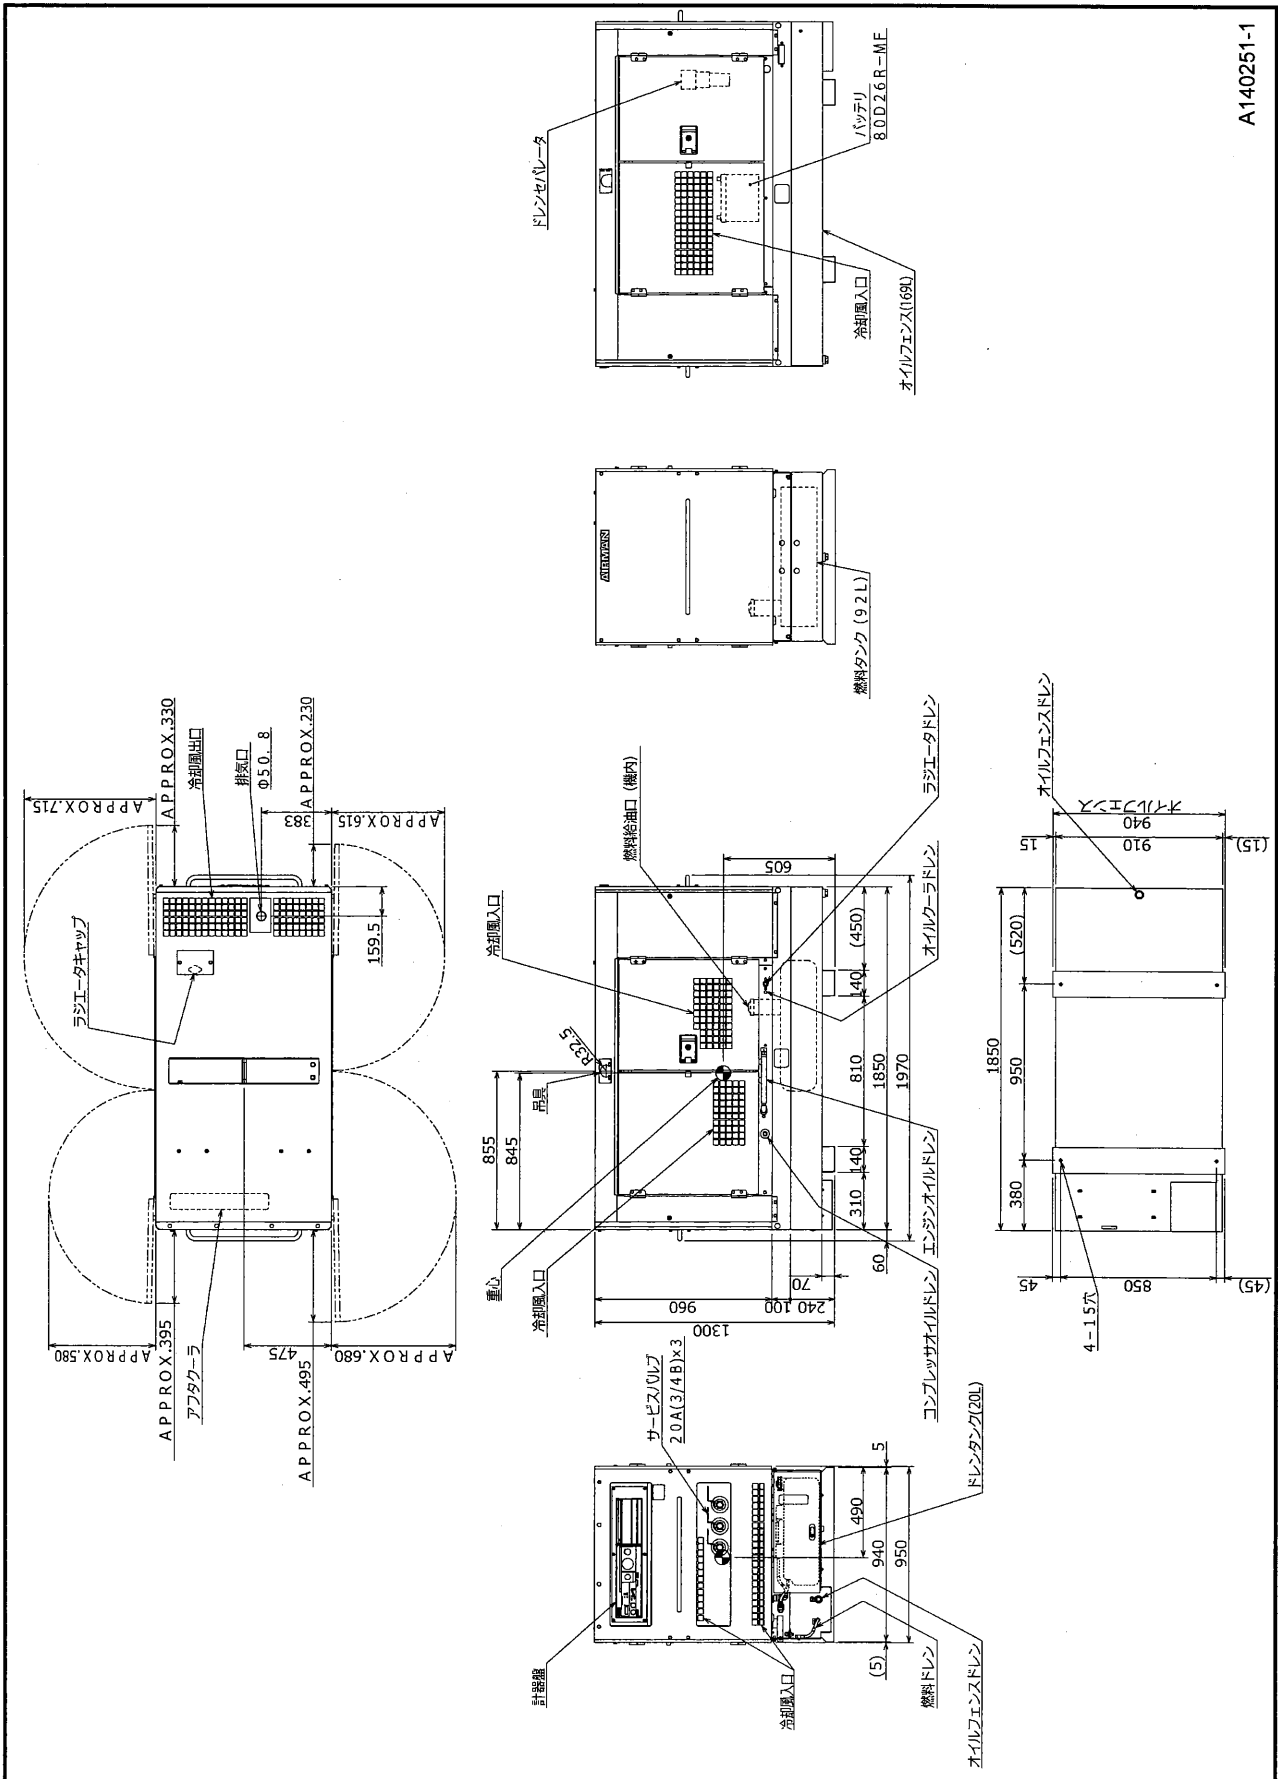 A140251-1
ドレンセパレータ
バッテリ
80D26R-MF
冷却風入口
オイルフェンス(169L)
AIRMAN
燃料タンク (92L)
APPROX.715
APPROX.330
冷却風出口
排気口
Φ50.8
383
APPROX.230
APPROX.615
159.5
ラジエータキャップ
アフタクーラ
APPROX.580
APPROX.395
475
APPROX.680
APPROX.495
冷却風入口
燃料給油口 (機内)
ラジエータドレン
オイルクーラドレン
R32.5
吊具
855
845
重心
冷却風入口
605
(450)
140
810
140
310
1850
1970
60
70
100
240
960
1300
エンジンオイルドレン
コンプレッサオイルドレン
オイルフェンスドレン
オイルフェンス
940
910
15
(15)
1850
(520)
950
380
45
850
(45)
4-15穴
計器盤
サービスバルブ
20A(3/4B)x3
冷却風入口
5
490
940
950
(5)
ドレンタンク(20L)
燃料ドレン
オイルフェンスドレン